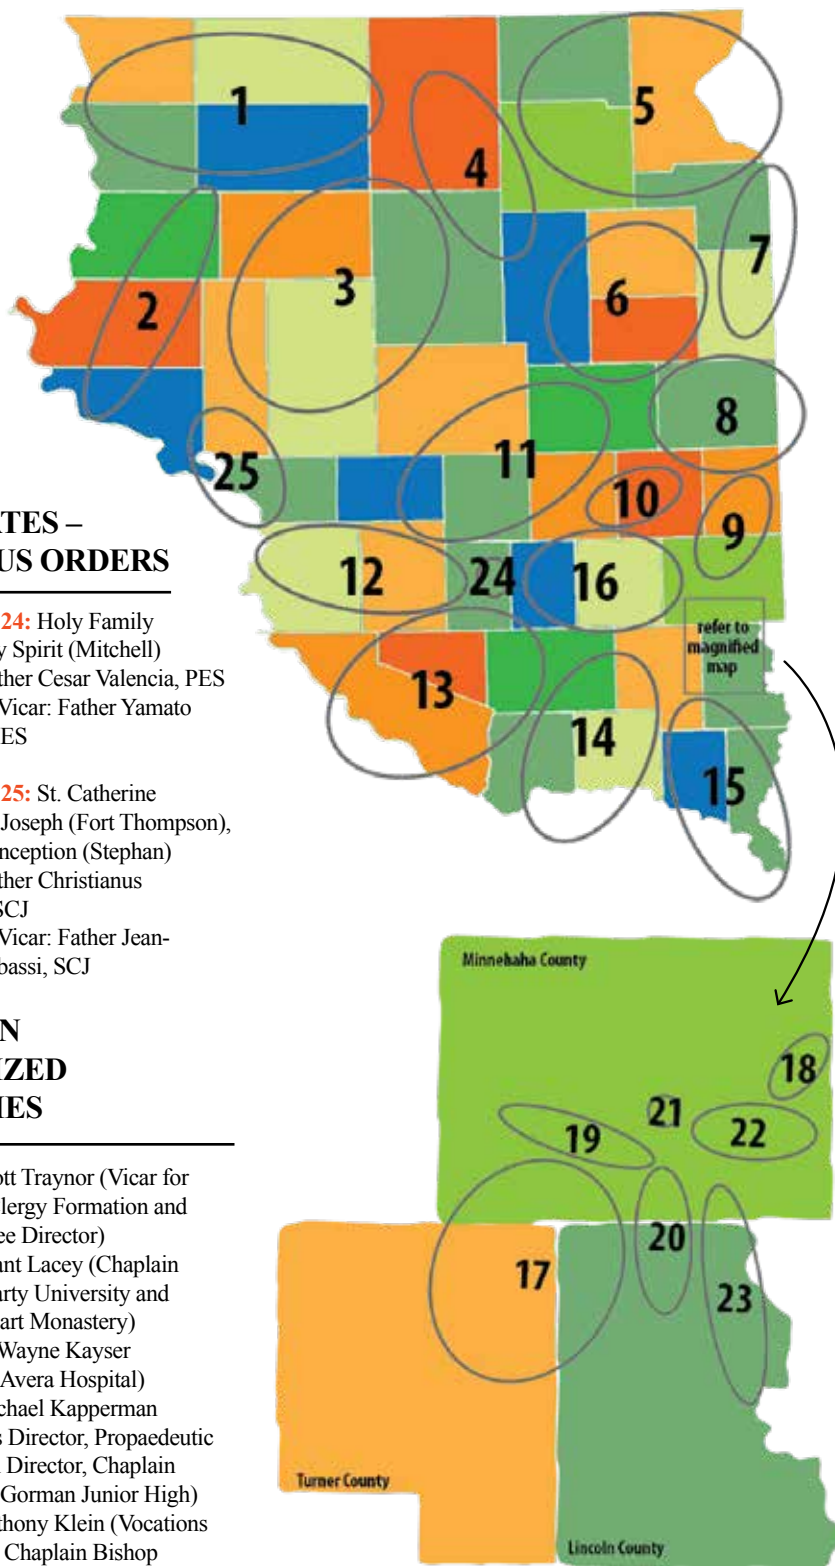 1
5
4
7
3
2
6
8
11
25
10
9
12
24
16
refer to
magnified
map
13
14
15
ATES –
US ORDERS
24: Holy Family
y Spirit (Mitchell)
ther Cesar Valencia, PES
Vicar: Father Yamato
ES
25: St. Catherine
Joseph (Fort Thompson),
nception (Stephan)
ther Christianus
SCJ
Vicar: Father Jean-
bassi, SCJ
N
IZED
IES
ott Traynor (Vicar for
lergy Formation and
ee Director)
ant Lacey (Chaplain
arty University and
art Monastery)
Wayne Kayser
Avera Hospital)
chael Kapperman
s Director, Propaedeutic
Director, Chaplain
Gorman Junior High)
thony Klein (Vocations
Chaplain Bishop
Minnehaha County
18
21
19
22
20
17
23
Turner County
Lincoln County